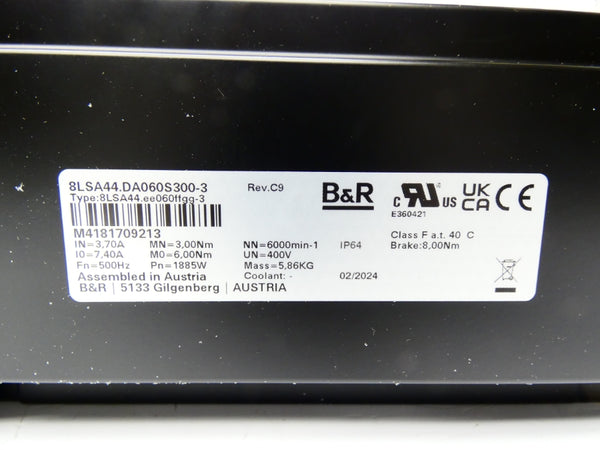 8LSA44.DA060S300-3 Rev.C9
Type:8LSA44.ee060ffgg-3
B&R
c RU US
UK CA CE
E360421
M4181709213
Class F a.t. 40 C
IN=3,70A MN=3,00Nm NN=6000min-1 IP64 Brake:8,00Nm
I0=7,40A M0=6,00Nm UN=400V
Fn=500Hz Pn=1885W Mass=5,86KG
Assembled in Austria Coolant: - 02/2024
B&R | 5133 Gilgenberg | AUSTRIA